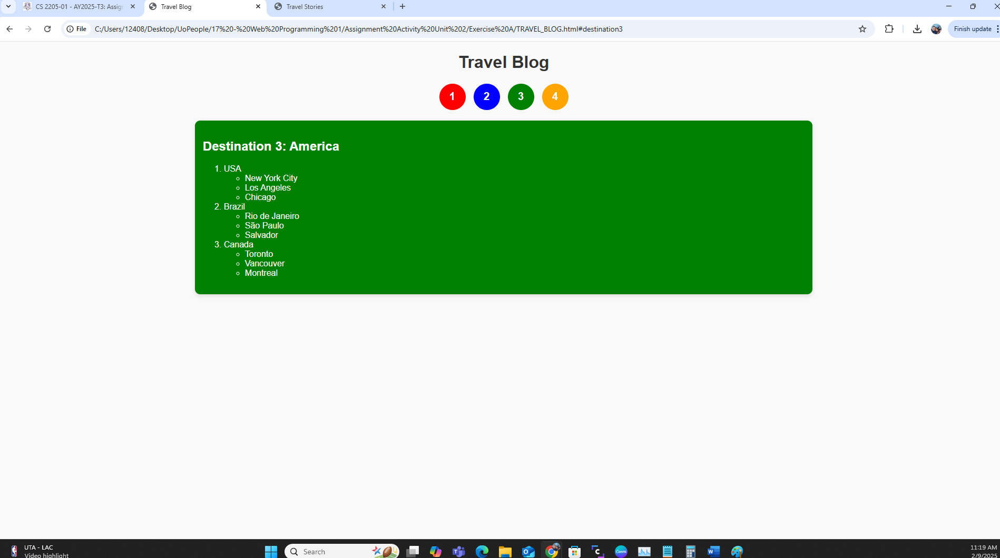 CS 2205-01 - AY2025-T3: Assig
Travel Blog
Travel Stories
File
C:/Users/12408/Desktop/UoPeople/17%20-%20Web%20Programming%201/Assignment%20Activity%20Unit%202/Exercise%20A/TRAVEL_BLOG.html#destination3
Finish update
Travel Blog
1 2 3 4
Destination 3: America
1. USA
New York City
Los Angeles
Chicago
2. Brazil
Rio de Janeiro
São Paulo
Salvador
3. Canada
Toronto
Vancouver
Montreal
UTA - LAC
Video highlight
Search
Canva
11:19 AM
2/9/2025